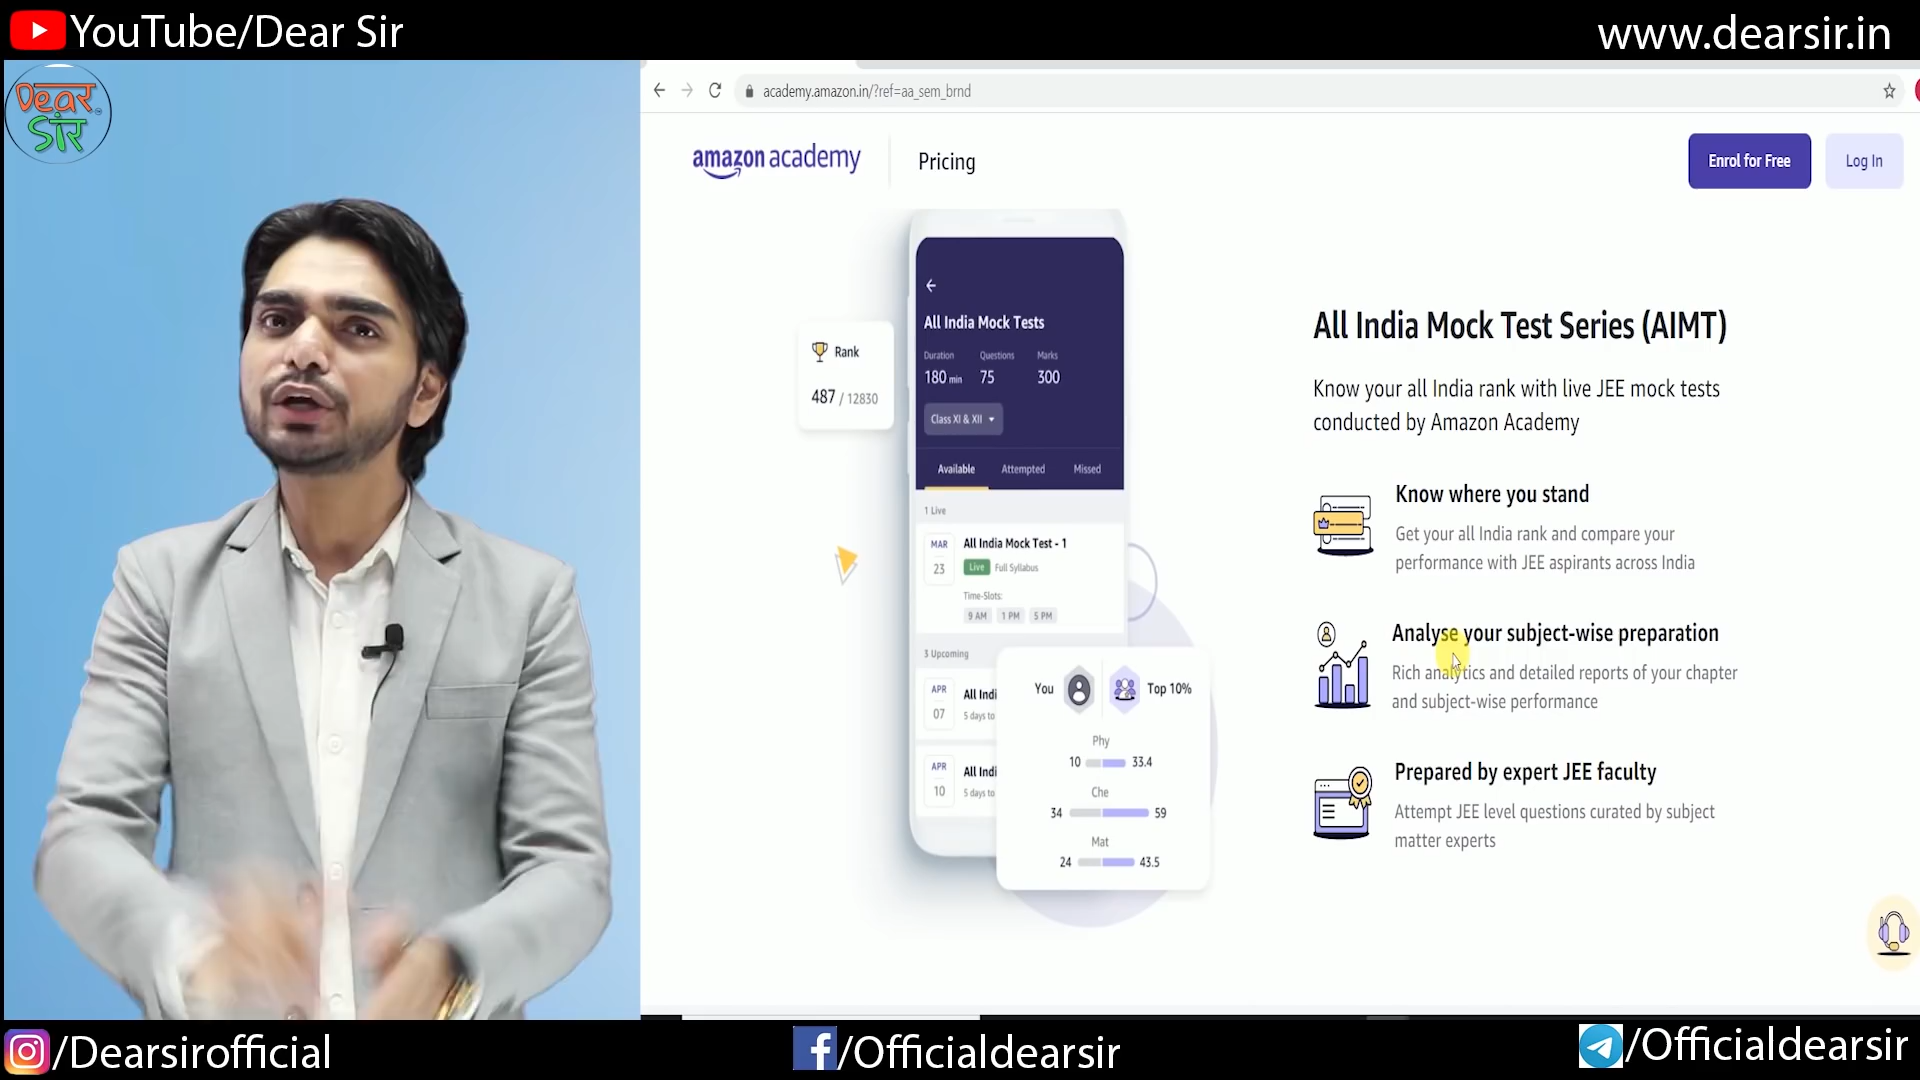 YouTube/Dear Sir
www.dearsir.in
Dear
Sir
academy.amazon.in/?ref=aa_sem_brnd
amazon academy
Pricing
Enrol for Free
Log In
Rank
487 / 12830
All India Mock Tests
Duration Questions Marks
180 min 75 300
Class XI & XII
Available Attempted Missed
1 Live
MAR
23
All India Mock Test - 1
Live Full Syllabus
Time-Slots:
9 AM 1 PM 5 PM
3 Upcoming
APR
07
All Indi
5 days to
APR
10
All Indi
5 days to
You Top 10%
Phy
10 33.4
Che
34 59
Mat
24 43.5
All India Mock Test Series (AIMT)
Know your all India rank with live JEE mock tests
conducted by Amazon Academy
Know where you stand
Get your all India rank and compare your
performance with JEE aspirants across India
Analyse your subject-wise preparation
Rich analytics and detailed reports of your chapter
and subject-wise performance
Prepared by expert JEE faculty
Attempt JEE level questions curated by subject
matter experts
/Dearsirofficial
/Officialdearsir
/Officialdearsir